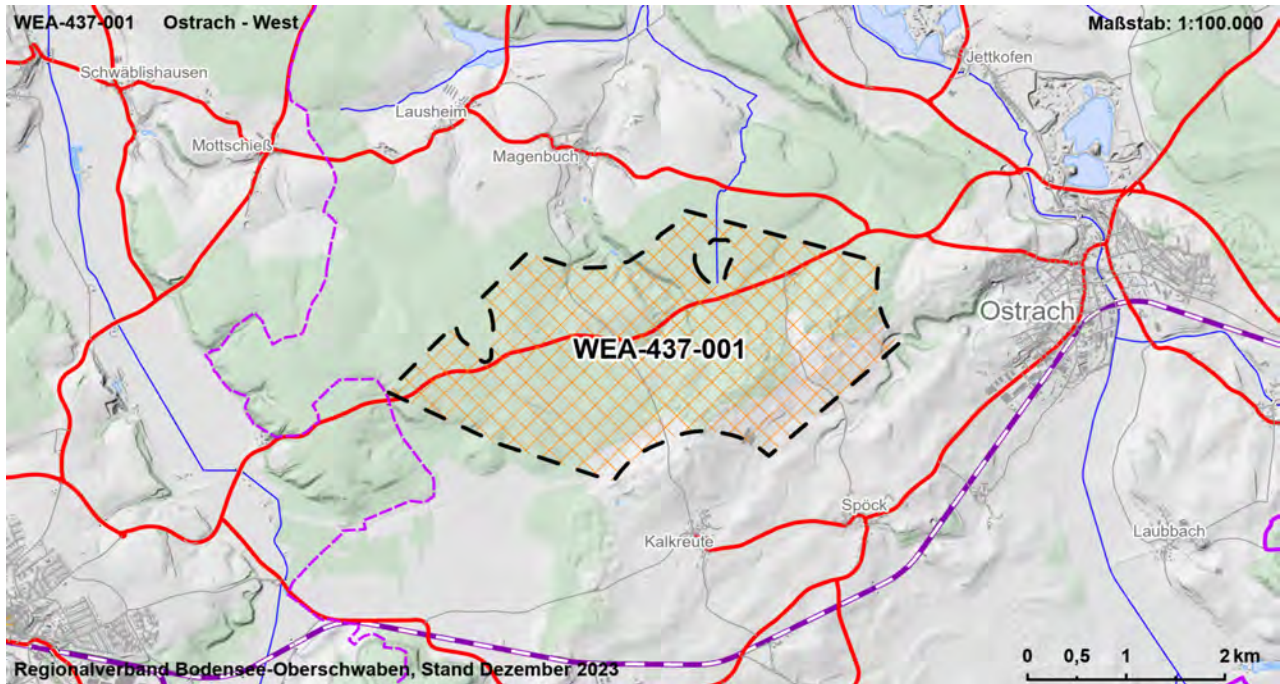 WEA-437-001 Ostrach - West
Maßstab: 1:100.000
Jettkofen
Schwäblishausen
Lausheim
Mottschieß
Magenbuch
Ostrach
WEA-437-001
Spöck
Laubbach
Kalkreute
0 0,5 1 2 km
Regionalverband Bodensee-Oberschwaben, Stand Dezember 2023